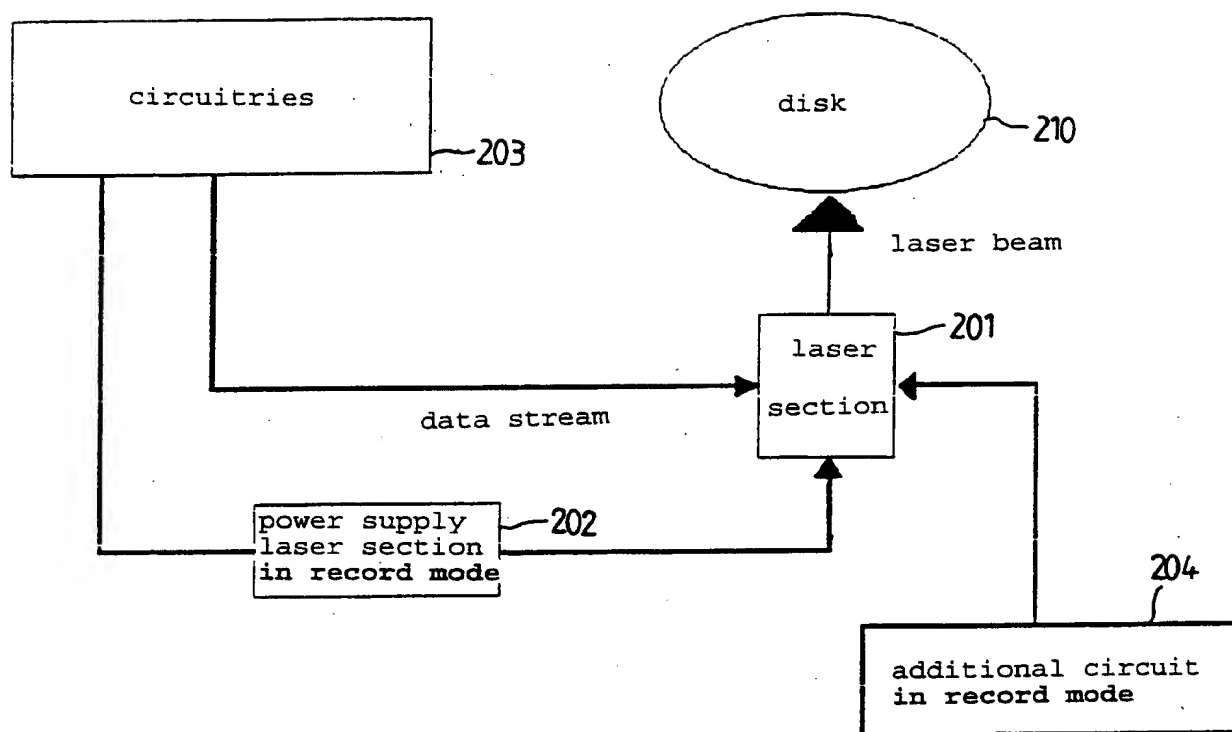 circuitries
203
disk
210
laser beam
201
laser
section
data stream
power supply
laser section
in record mode
202
204
additional circuit
in record mode